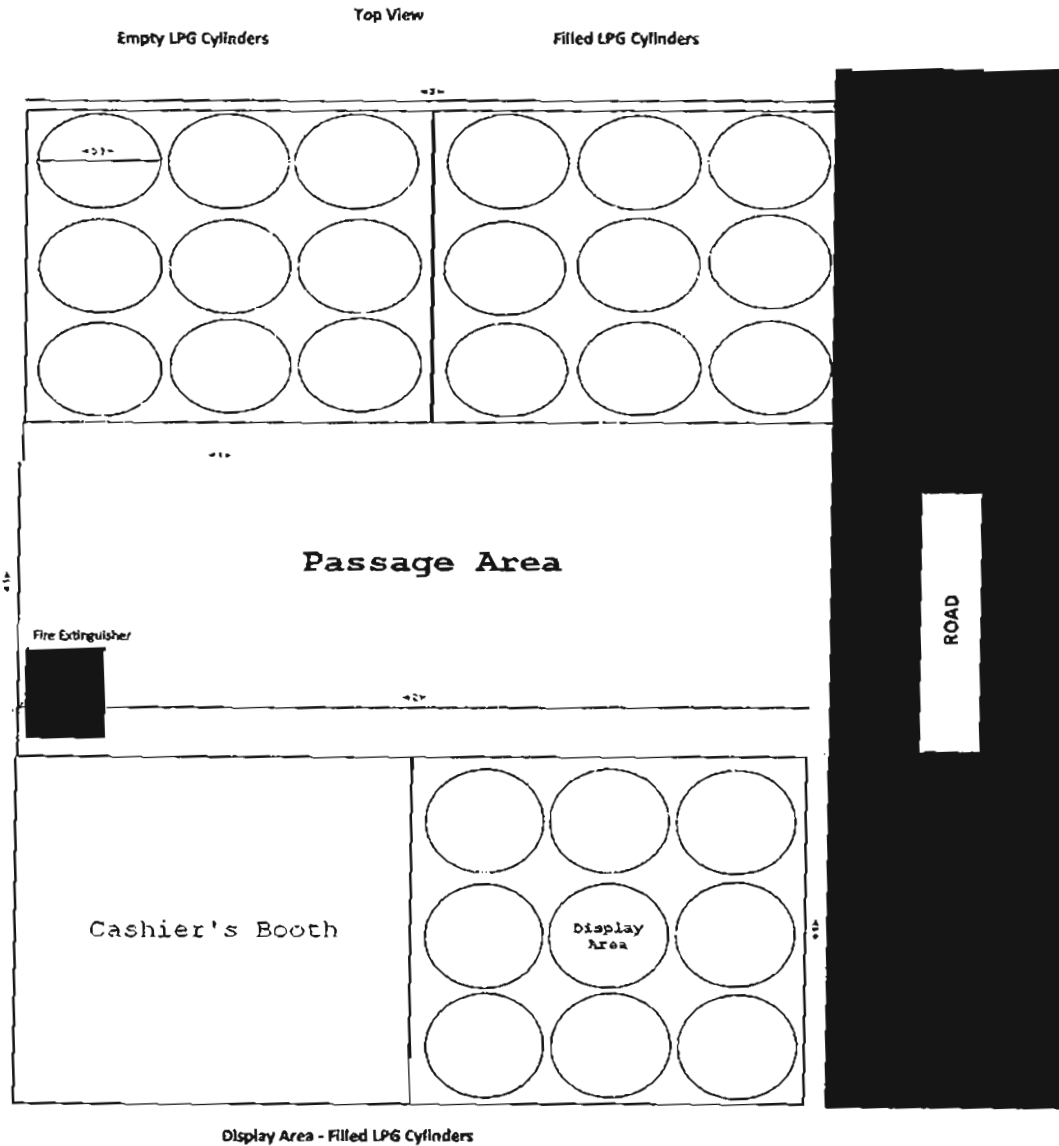 Top View
Empty LPG Cylinders
Filled LPG Cylinders
Passage Area
Fire Extinguisher
ROAD
Cashier's Booth
Display
Area
Display Area - Filled LPG Cylinders